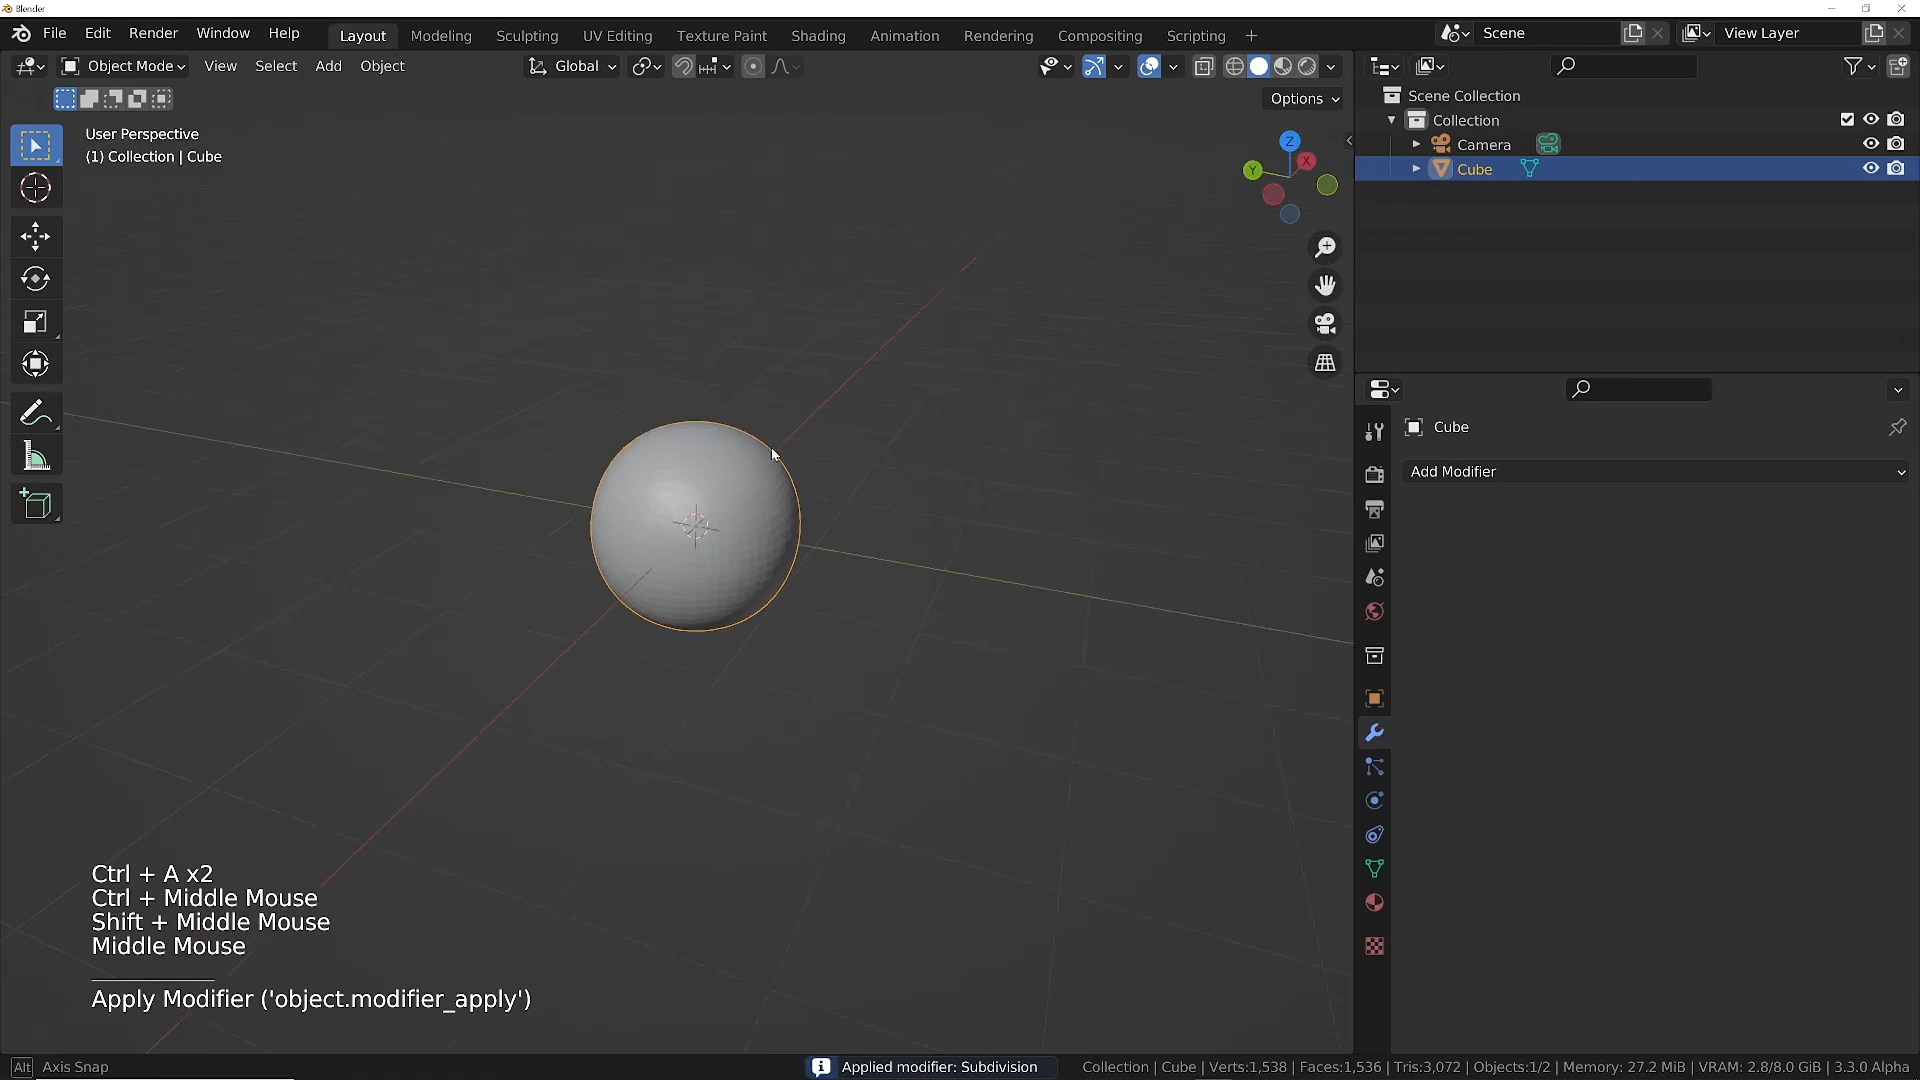 Blender
File Edit Render Window Help Layout Modeling Sculpting UV Editing Texture Paint Shading Animation Rendering Compositing Scripting + Scene View Layer
Object Mode View Select Add Object Global
Options
User Perspective
(1) Collection | Cube
Z
X
Y
Scene Collection
Collection
Camera
Cube
Cube
Add Modifier
Ctrl + A x2
Ctrl + Middle Mouse
Shift + Middle Mouse
Middle Mouse
Apply Modifier ('object.modifier_apply')
Alt Axis Snap Applied modifier: Subdivision Collection | Cube | Verts:1,538 | Faces:1,536 | Tris:3,072 | Objects:1/2 | Memory: 27.2 MiB | VRAM: 2.8/8.0 GiB | 3.3.0 Alpha